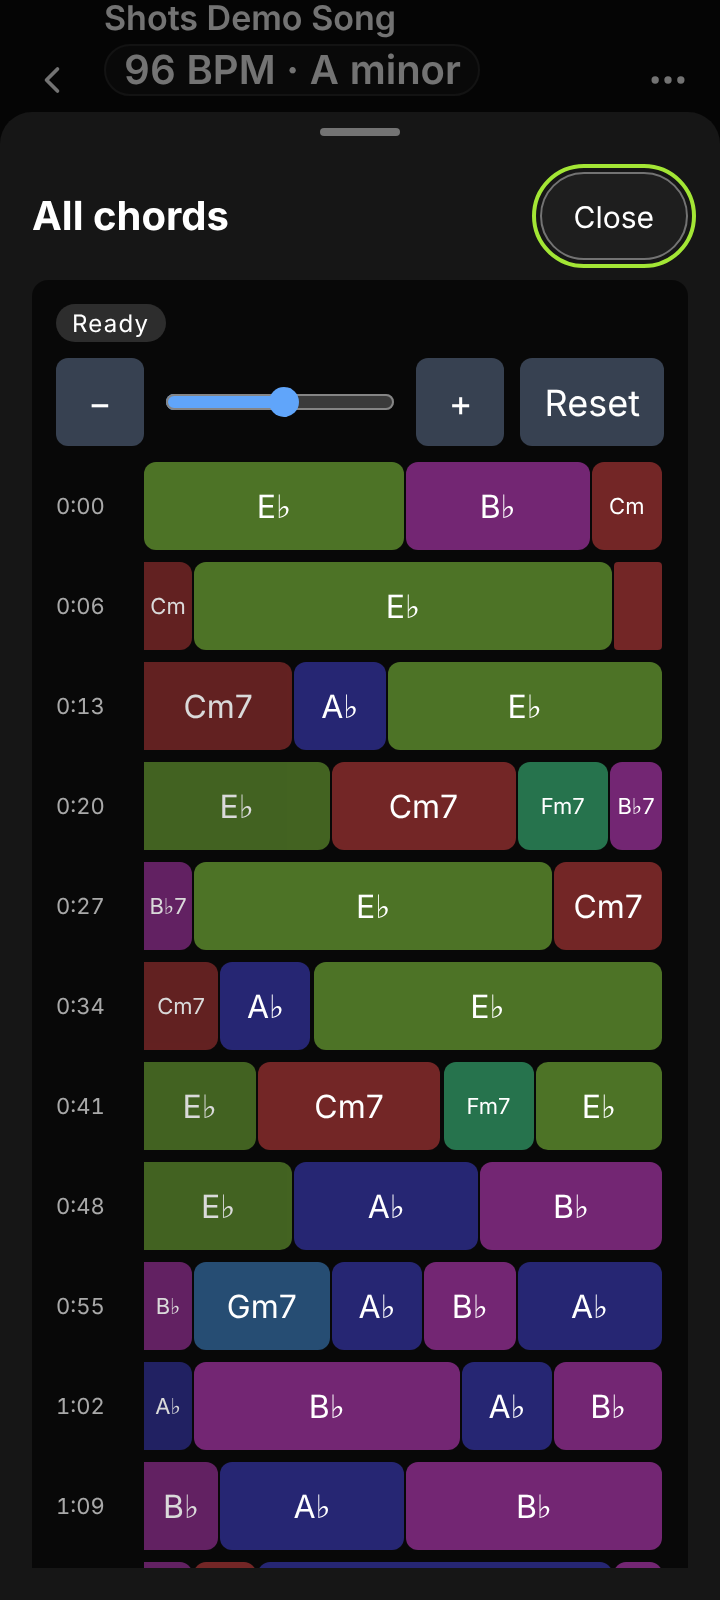 Shots Demo Song
96 BPM · A minor
All chords
Close
Ready
− + Reset
0:00 E♭ B♭ Cm
0:06 Cm E♭
0:13 Cm7 A♭ E♭
0:20 E♭ Cm7 Fm7 B♭7
0:27 B♭7 E♭ Cm7
0:34 Cm7 A♭ E♭
0:41 E♭ Cm7 Fm7 E♭
0:48 E♭ A♭ B♭
0:55 B♭ Gm7 A♭ B♭ A♭
1:02 A♭ B♭ A♭ B♭
1:09 B♭ A♭ B♭